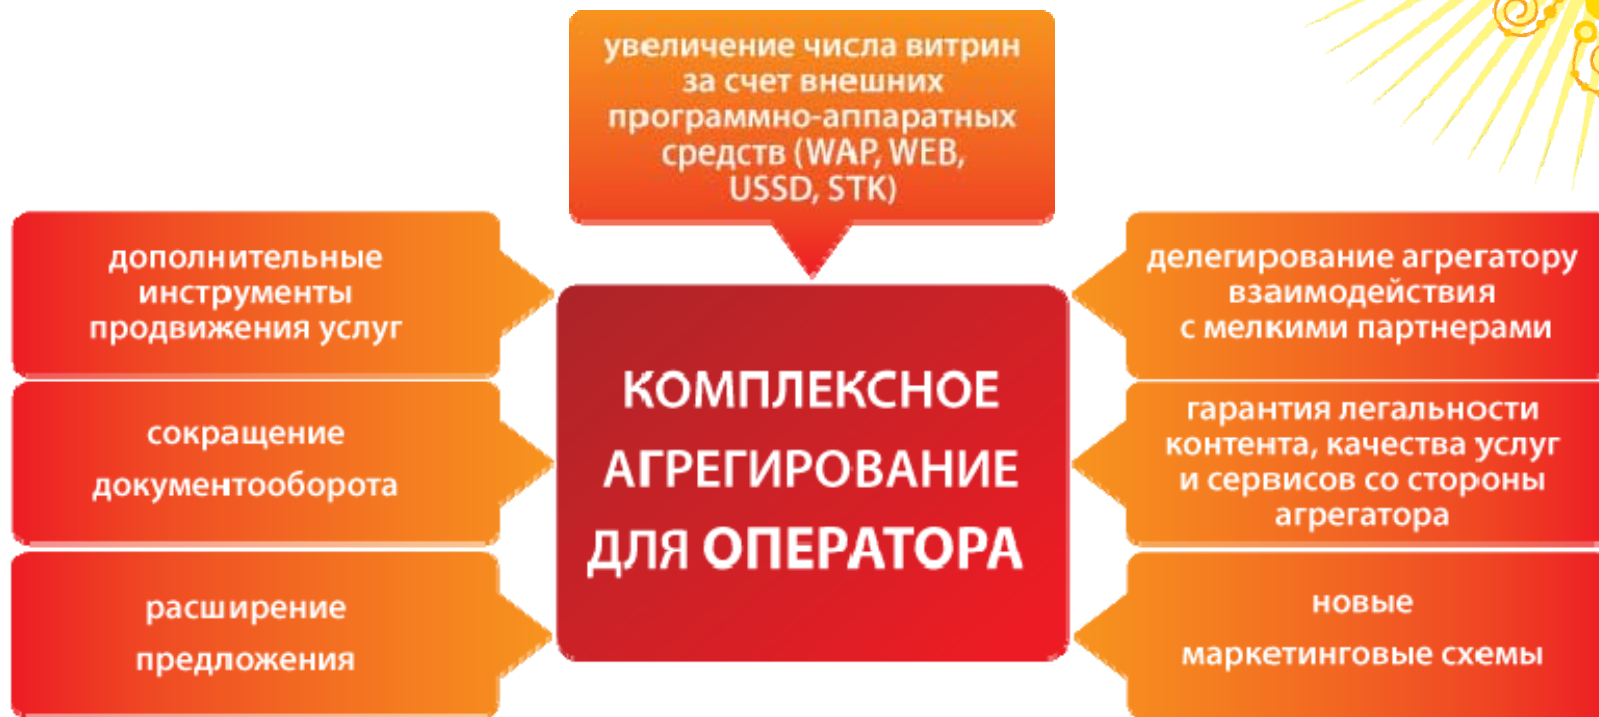 увеличение числа витрин
за счет внешних
программно-аппаратных
средств (WAP, WEB,
USSD, STK)
дополнительные
инструменты
продвижения услуг
сокращение
документооборота
расширение
предложения
КОМПЛЕКСНОЕ
АГРЕГИРОВАНИЕ
ДЛЯ ОПЕРАТОРА
делегирование агрегатору
взаимодействия
с мелкими партнерами
гарантия легальности
контента, качества услуг
и сервисов со стороны
агрегатора
новые
маркетинговые схемы